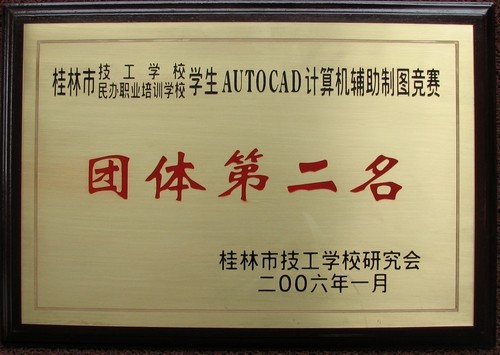 桂林市技工学校民办职业培训学校学生AUTOCAD计算机辅助制图竞赛
团体第二名
桂林市技工学校研究会
二〇〇六年一月